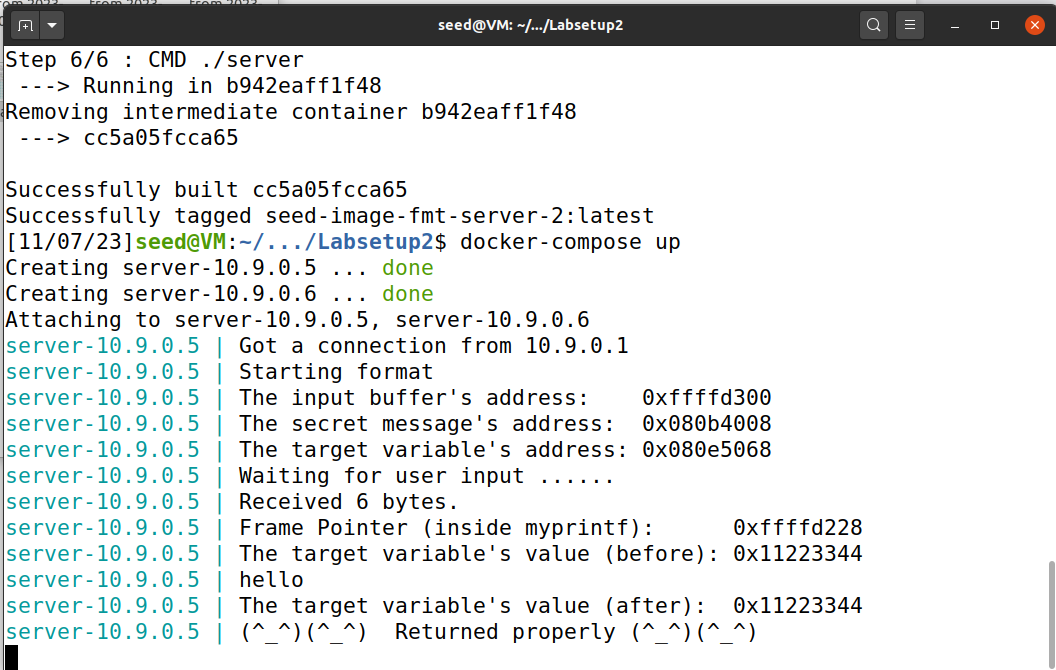 from 2023 from 2023 from 2023
seed@VM: ~/.../Labsetup2
Step 6/6 : CMD ./server
 ---> Running in b942eaff1f48
Removing intermediate container b942eaff1f48
 ---> cc5a05fcca65
Successfully built cc5a05fcca65
Successfully tagged seed-image-fmt-server-2:latest
[11/07/23]seed@VM:~/.../Labsetup2$ docker-compose up
Creating server-10.9.0.5 ... done
Creating server-10.9.0.6 ... done
Attaching to server-10.9.0.5, server-10.9.0.6
server-10.9.0.5 | Got a connection from 10.9.0.1
server-10.9.0.5 | Starting format
server-10.9.0.5 | The input buffer's address:    0xffffd300
server-10.9.0.5 | The secret message's address:  0x080b4008
server-10.9.0.5 | The target variable's address: 0x080e5068
server-10.9.0.5 | Waiting for user input ......
server-10.9.0.5 | Received 6 bytes.
server-10.9.0.5 | Frame Pointer (inside myprintf):      0xffffd228
server-10.9.0.5 | The target variable's value (before): 0x11223344
server-10.9.0.5 | hello
server-10.9.0.5 | The target variable's value (after):  0x11223344
server-10.9.0.5 | (^_^)(^_^)  Returned properly (^_^)(^_^)